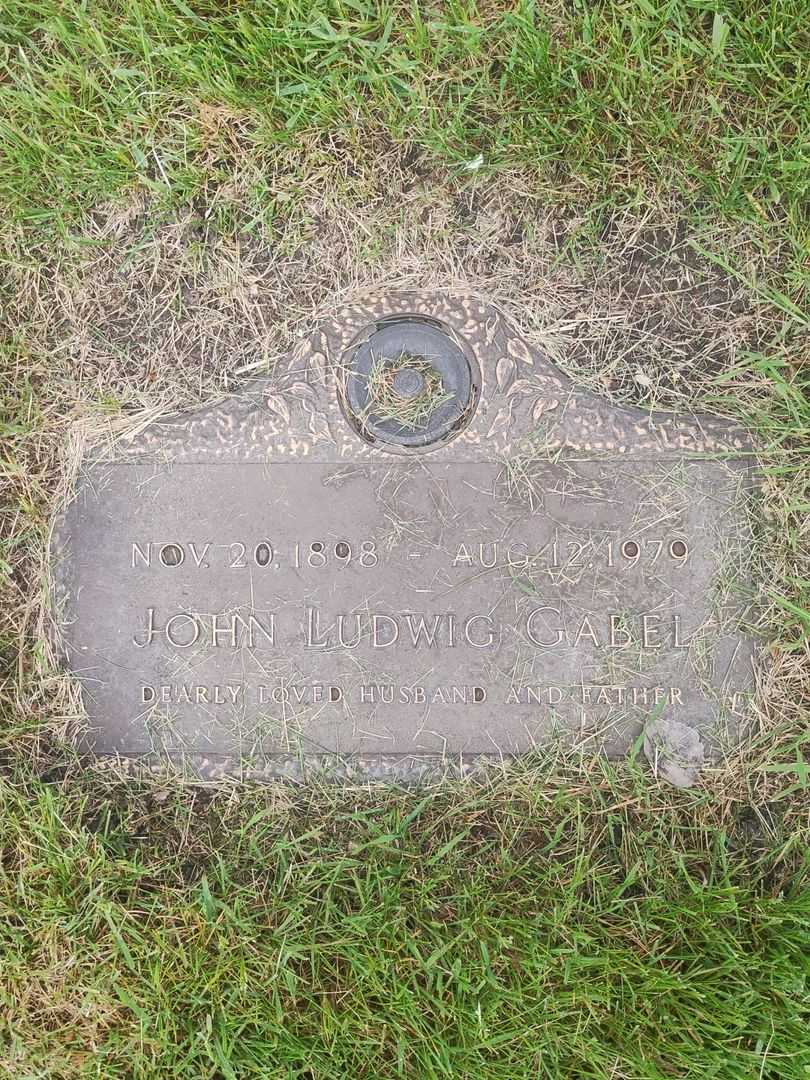 NOV. 20, 1898 - AUG. 12, 1979
JOHN LUDWIG GABEL
DEARLY LOVED HUSBAND AND FATHER